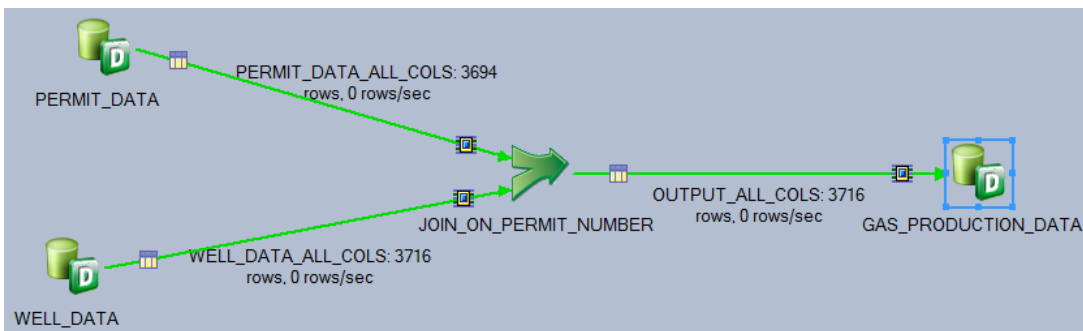 PERMIT_DATA
PERMIT_DATA_ALL_COLS: 3694
rows, 0 rows/sec
JOIN_ON_PERMIT_NUMBER
OUTPUT_ALL_COLS: 3716
rows, 0 rows/sec
GAS_PRODUCTION_DATA
WELL_DATA_ALL_COLS: 3716
rows, 0 rows/sec
WELL_DATA